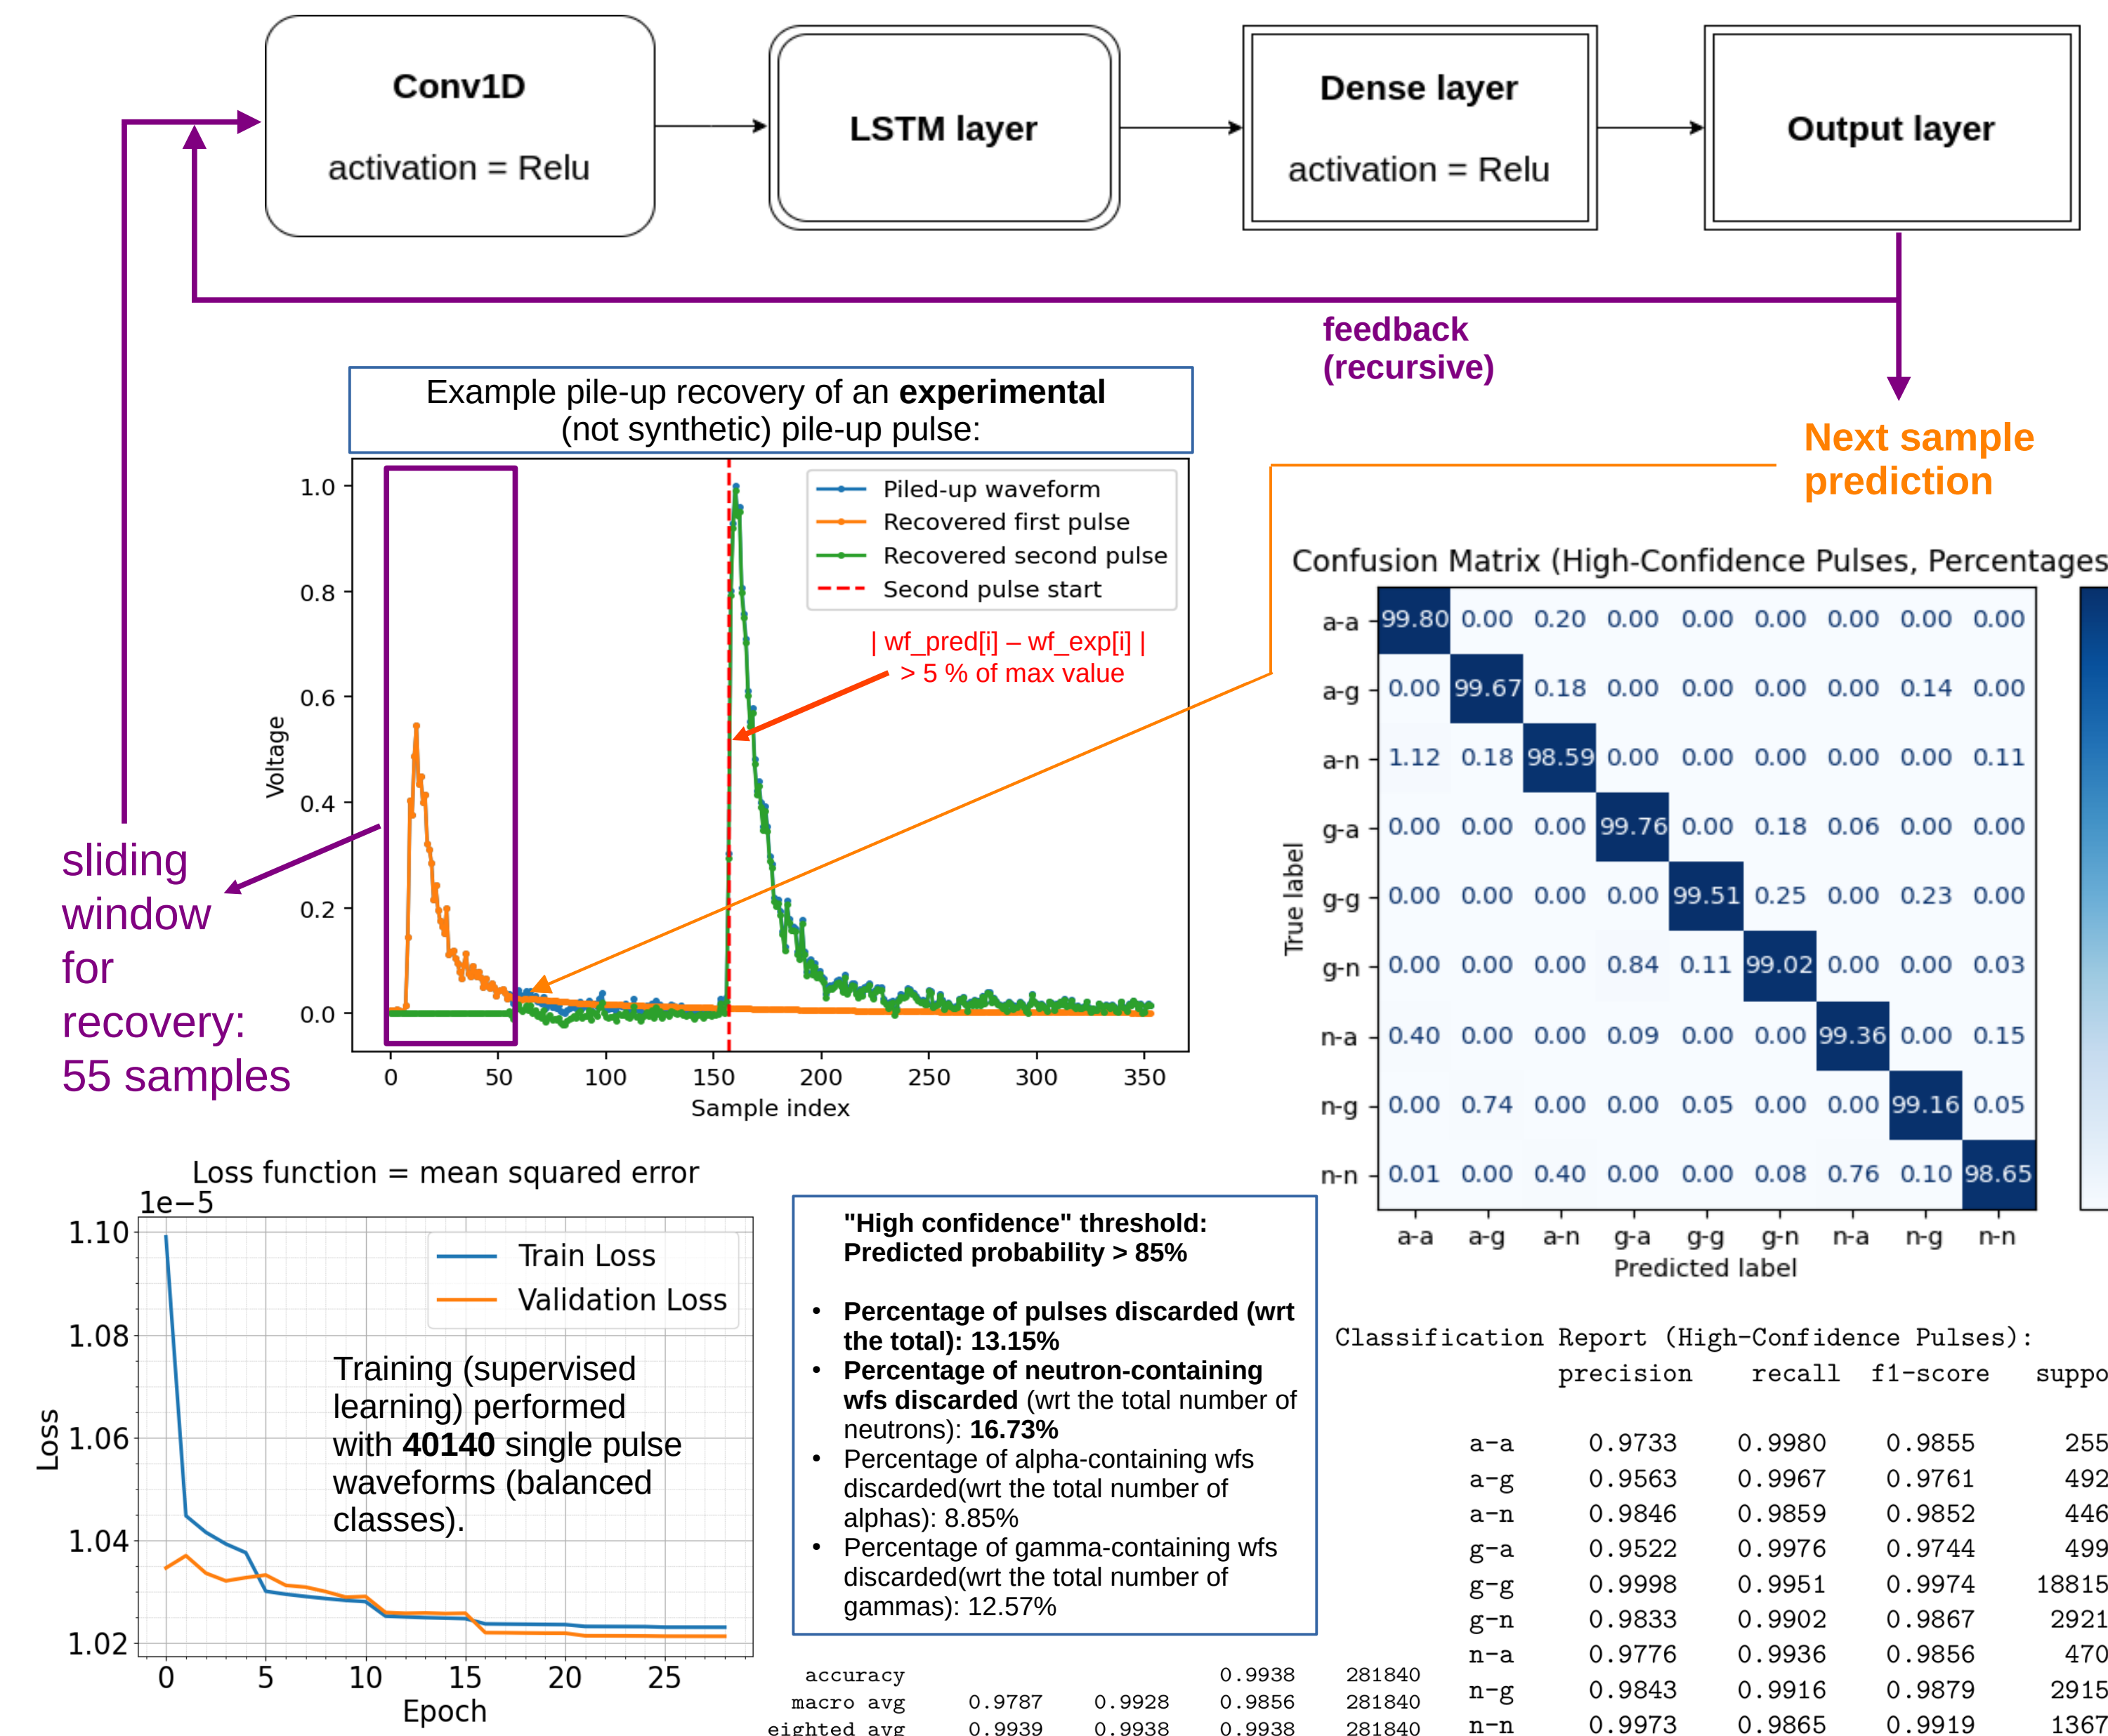 Conv1D
activation = Relu
LSTM layer
Dense layer
activation = Relu
Output layer
feedback
(recursive)
Example pile-up recovery of an experimental
(not synthetic) pile-up pulse:
Next sample
prediction
Piled-up waveform
Recovered first pulse
Recovered second pulse
Second pulse start
| wf_pred[i] – wf_exp[i] |
> 5 % of max value
1.0
0.8
0.6
0.4
0.2
0.0
Voltage
0 50 100 150 200 250 300 350
Sample index
sliding
window
for
recovery:
55 samples
Confusion Matrix (High-Confidence Pulses, Percentages
True label
a-a 99.80 0.00 0.20 0.00 0.00 0.00 0.00 0.00 0.00
a-g 0.00 99.67 0.18 0.00 0.00 0.00 0.00 0.14 0.00
a-n 1.12 0.18 98.59 0.00 0.00 0.00 0.00 0.00 0.11
g-a 0.00 0.00 0.00 99.76 0.00 0.18 0.06 0.00 0.00
g-g 0.00 0.00 0.00 0.00 99.51 0.25 0.00 0.23 0.00
g-n 0.00 0.00 0.00 0.84 0.11 99.02 0.00 0.00 0.03
n-a 0.40 0.00 0.00 0.09 0.00 0.00 99.36 0.00 0.15
n-g 0.00 0.74 0.00 0.00 0.05 0.00 0.00 99.16 0.05
n-n 0.01 0.00 0.40 0.00 0.00 0.08 0.76 0.10 98.65
a-a a-g a-n g-a g-g g-n n-a n-g n-n
Predicted label
Loss function = mean squared error
1e−5
1.10
1.08
1.06
1.04
1.02
Loss
Train Loss
Validation Loss
Training (supervised
learning) performed
with 40140 single pulse
waveforms (balanced
classes).
0 5 10 15 20 25
Epoch
"High confidence" threshold:
Predicted probability > 85%
• Percentage of pulses discarded (wrt
the total): 13.15%
• Percentage of neutron-containing
wfs discarded (wrt the total number of
neutrons): 16.73%
• Percentage of alpha-containing wfs
discarded(wrt the total number of
alphas): 8.85%
• Percentage of gamma-containing wfs
discarded(wrt the total number of
gammas): 12.57%
Classification Report (High-Confidence Pulses):
precision recall f1-score suppo
a-a 0.9733 0.9980 0.9855 255
a-g 0.9563 0.9967 0.9761 492
a-n 0.9846 0.9859 0.9852 446
g-a 0.9522 0.9976 0.9744 499
g-g 0.9998 0.9951 0.9974 18815
g-n 0.9833 0.9902 0.9867 2921
n-a 0.9776 0.9936 0.9856 470
n-g 0.9843 0.9916 0.9879 2915
n-n 0.9973 0.9865 0.9919 1367
accuracy 0.9938 281840
macro avg 0.9787 0.9928 0.9856 281840
eighted avg 0.9939 0.9938 0.9938 281840